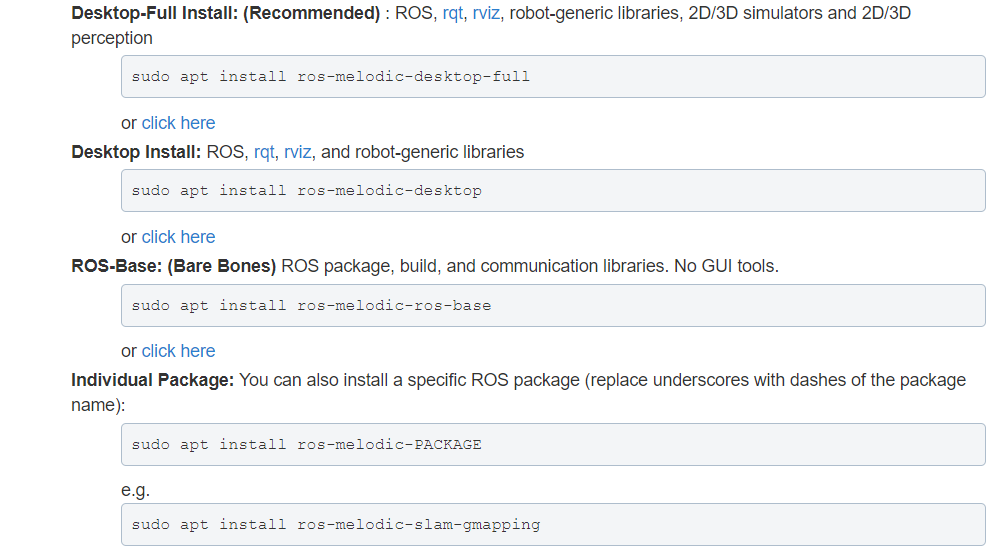 Desktop-Full Install: (Recommended) : ROS, rqt, rviz, robot-generic libraries, 2D/3D simulators and 2D/3D
perception
sudo apt install ros-melodic-desktop-full
or click here
Desktop Install: ROS, rqt, rviz, and robot-generic libraries
sudo apt install ros-melodic-desktop
or click here
ROS-Base: (Bare Bones) ROS package, build, and communication libraries. No GUI tools.
sudo apt install ros-melodic-ros-base
or click here
Individual Package: You can also install a specific ROS package (replace underscores with dashes of the package
name):
sudo apt install ros-melodic-PACKAGE
e.g.
sudo apt install ros-melodic-slam-gmapping